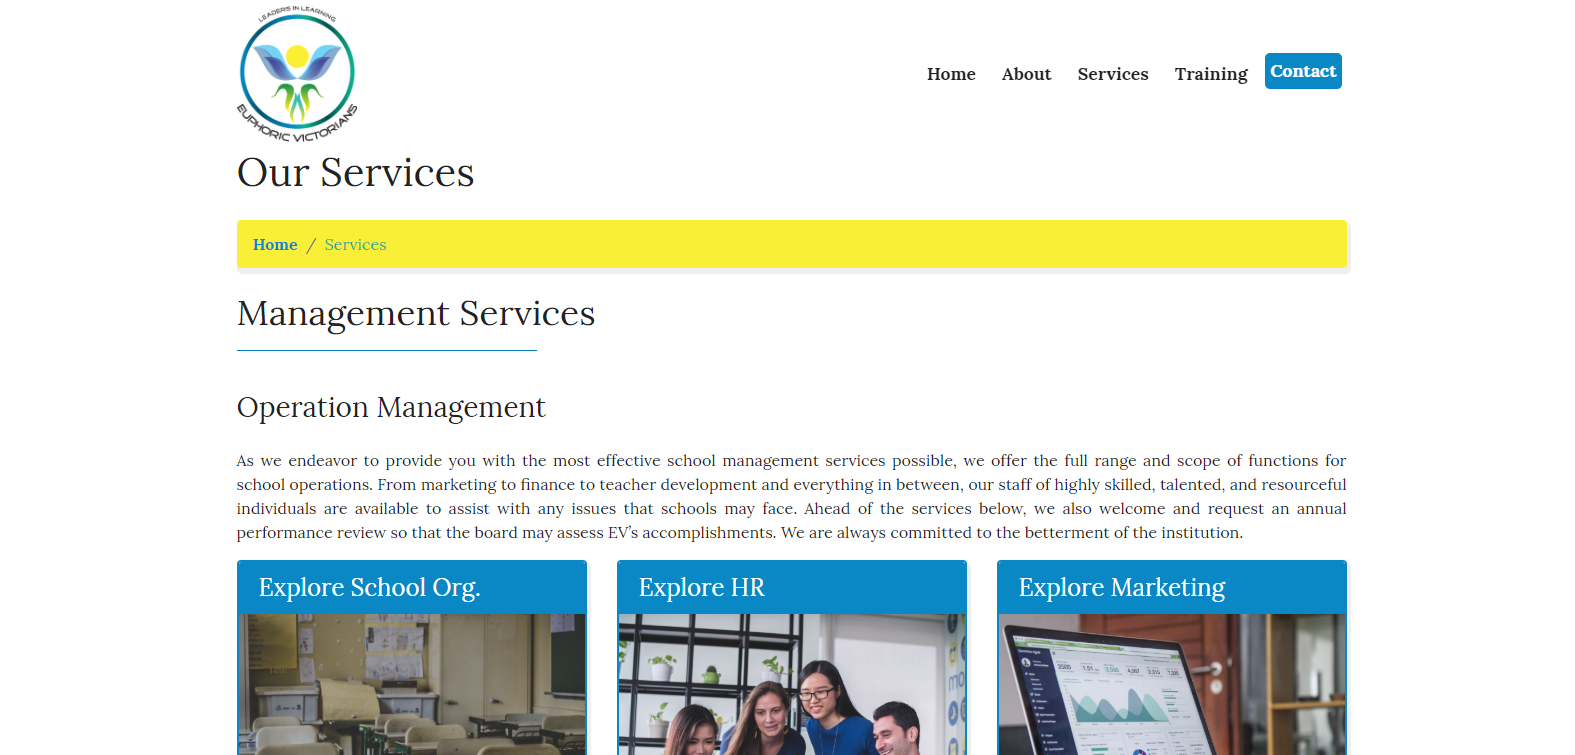 LEADERS IN LEARNING
EUPHORIC VICTORIANS
Home About Services Training Contact
Our Services
Home / Services
Management Services
Operation Management
As we endeavor to provide you with the most effective school management services possible, we offer the full range and scope of functions for
school operations. From marketing to finance to teacher development and everything in between, our staff of highly skilled, talented, and resourceful
individuals are available to assist with any issues that schools may face. Ahead of the services below, we also welcome and request an annual
performance review so that the board may assess EV's accomplishments. We are always committed to the betterment of the institution.
Explore School Org. Explore HR Explore Marketing